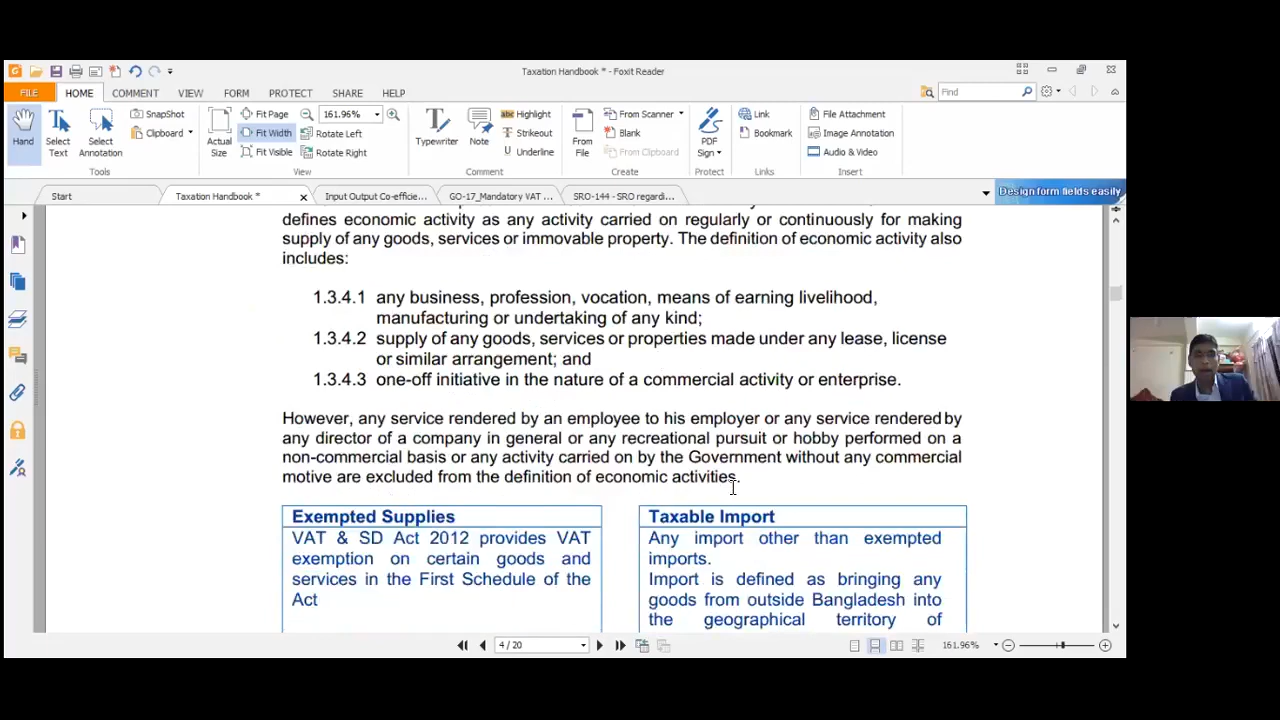 Taxation Handbook * - Foxit Reader
FILE HOME COMMENT VIEW FORM PROTECT SHARE HELP
Find
Hand
Select Text
Select Annotation
SnapShot
Clipboard
Tools
Actual Size
Fit Page
Fit Width
Fit Visible
161.96%
Rotate Left
Rotate Right
View
Typewriter
Note
Highlight
Strikeout
Underline
Comment
From File
From Scanner
Blank
From Clipboard
Create
PDF Sign
Protect
Link
Bookmark
Links
File Attachment
Image Annotation
Audio & Video
Insert
Start
Taxation Handbook *
Input Output Co-efficie...
GO-17_Mandatory VAT ...
SRO-144 - SRO regardi...
Design form fields easily
defines economic activity as any activity carried on regularly or continuously for making
supply of any goods, services or immovable property. The definition of economic activity also
includes:
1.3.4.1 any business, profession, vocation, means of earning livelihood,
manufacturing or undertaking of any kind;
1.3.4.2 supply of any goods, services or properties made under any lease, license
or similar arrangement; and
1.3.4.3 one-off initiative in the nature of a commercial activity or enterprise.
However, any service rendered by an employee to his employer or any service rendered by
any director of a company in general or any recreational pursuit or hobby performed on a
non-commercial basis or any activity carried on by the Government without any commercial
motive are excluded from the definition of economic activities.
Exempted Supplies
VAT & SD Act 2012 provides VAT
exemption on certain goods and
services in the First Schedule of the
Act
Taxable Import
Any import other than exempted
imports.
Import is defined as bringing any
goods from outside Bangladesh into
the geographical territory of
4 / 20
161.96%